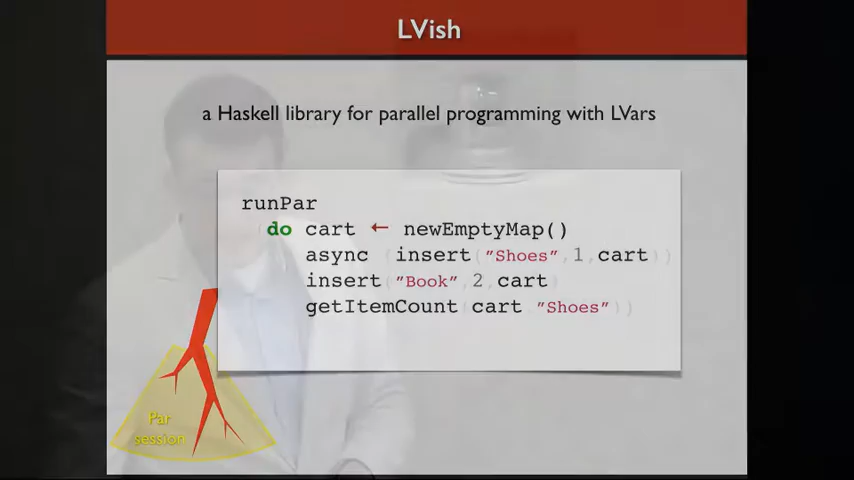 LVish
a Haskell library for parallel programming with LVars
runPar
(do cart ← newEmptyMap()
async (insert("Shoes",1,cart))
insert("Book",2,cart)
getItemCount(cart,"Shoes"))
Par
session